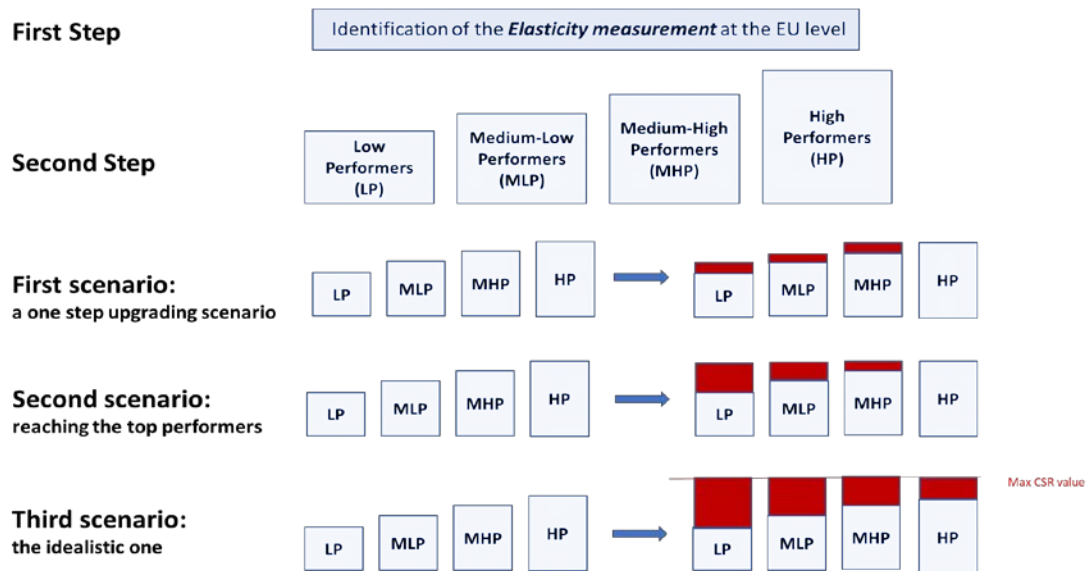 First Step
Identification of the Elasticity measurement at the EU level
Second Step
Low
Performers
(LP)
Medium-Low
Performers
(MLP)
Medium-High
Performers
(MHP)
High
Performers
(HP)
First scenario:
a one step upgrading scenario
LP
MLP
MHP
HP
LP
MLP
MHP
HP
Second scenario:
reaching the top performers
LP
MLP
MHP
HP
LP
MLP
MHP
HP
Third scenario:
the idealistic one
LP
MLP
MHP
HP
LP
MLP
MHP
HP
Max CSR value